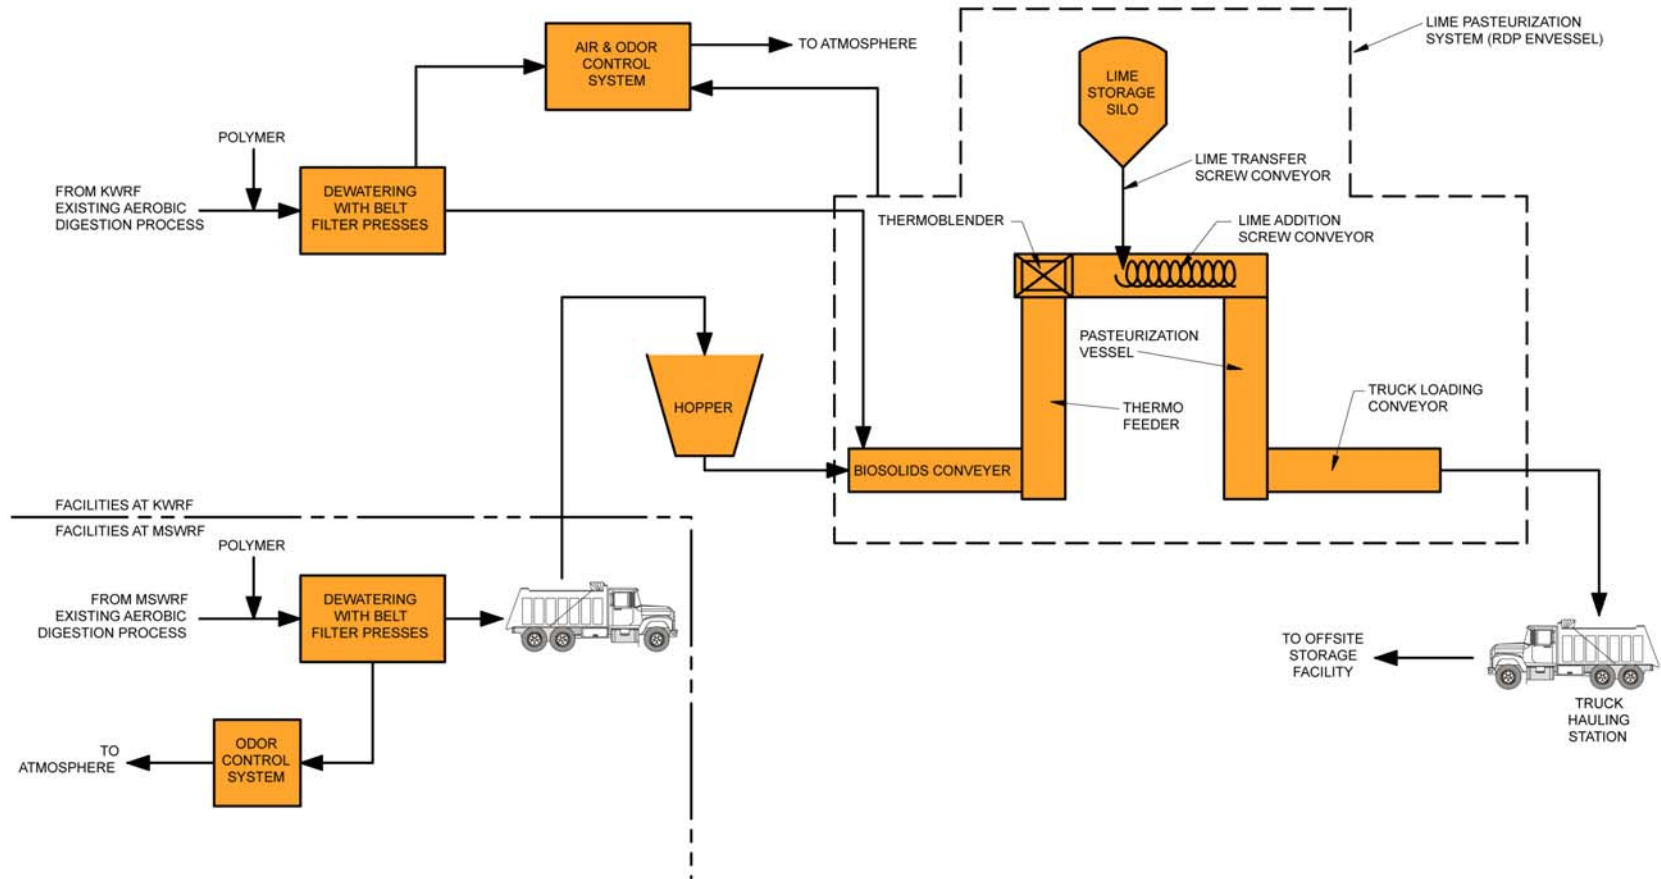 AIR & ODOR
CONTROL
SYSTEM
TO ATMOSPHERE
LIME PASTEURIZATION
SYSTEM (RDP ENVESSEL)
LIME
STORAGE
SILO
POLYMER
FROM KWRF
EXISTING AEROBIC
DIGESTION PROCESS
DEWATERING
WITH BELT
FILTER PRESSES
LIME TRANSFER
SCREW CONVEYOR
THERMOBLENDER
LIME ADDITION
SCREW CONVEYOR
PASTEURIZATION
VESSEL
HOPPER
THERMO
FEEDER
TRUCK LOADING
CONVEYOR
BIOSOLIDS CONVEYER
FACILITIES AT KWRF
FACILITIES AT MSWRF
POLYMER
FROM MSWRF
EXISTING AEROBIC
DIGESTION PROCESS
DEWATERING
WITH BELT
FILTER PRESSES
TO OFFSITE
STORAGE
FACILITY
TRUCK
HAULING
STATION
TO
ATMOSPHERE
ODOR
CONTROL
SYSTEM